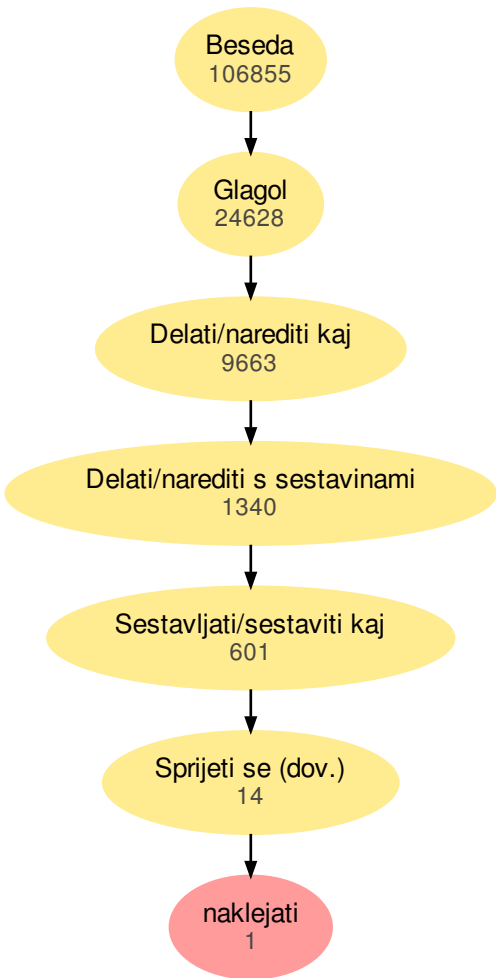 Beseda
106855
Glagol
24628
Delati/narediti kaj
9663
Delati/narediti s sestavinami
1340
Sestavljati/sestaviti kaj
601
Sprijeti se (dov.)
14
naklejati
1